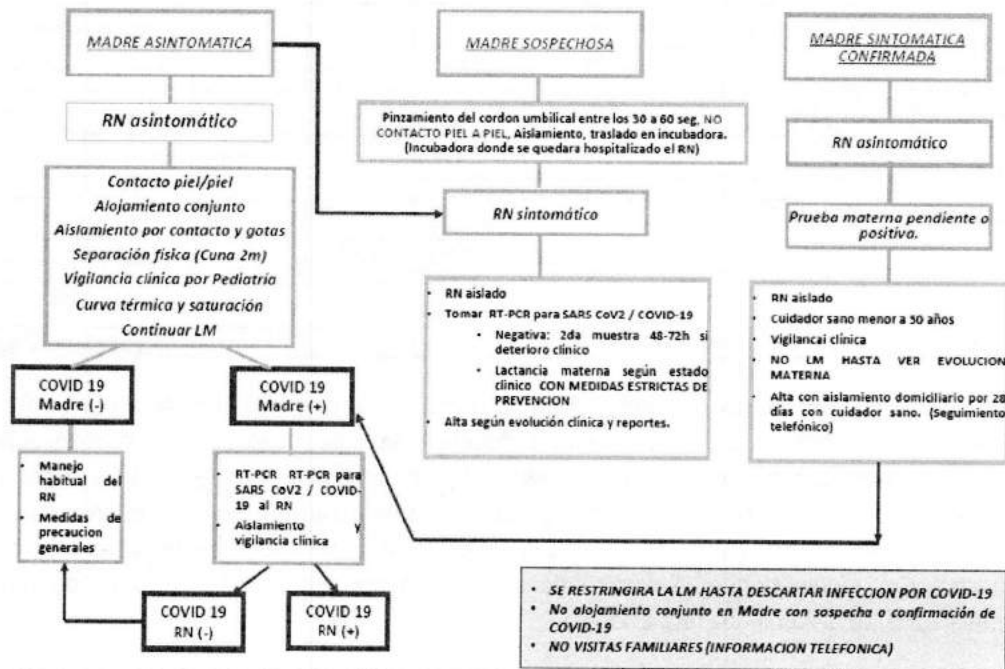 MADRE ASINTOMATICA
RN asintomático
Contacto piel/piel
Alojamiento conjunto
Aislamiento por contacto y gotas
Separación física (Cuna 2m)
Vigilancia clínica por Pediatría
Curva térmica y saturación
Continuar LM
COVID 19
Madre (-)
COVID 19
Madre (+)
• Manejo
habitual del
RN
• Medidas de
precaucion
generales
• RT-PCR RT-PCR para
SARS CoV2 / COVID-
19 al RN
• Aislamiento y
vigilancia clínica
COVID 19
RN (-)
COVID 19
RN (+)
MADRE SOSPECHOSA
Pinzamiento del cordon umbilical entre los 30 a 60 seg, NO
CONTACTO PIEL A PIEL, Aislamiento, traslado en incubadora.
(Incubadora donde se quedara hospitalizado el RN)
RN sintomático
• RN aislado
• Tomar RT-PCR para SARS CoV2 / COVID-19
• Negativa: 2da muestra 48-72h si
deterioro clínico
• Lactancia materna según estado
clínico CON MEDIDAS ESTRICTAS DE
PREVENCION
• Alta según evolución clínica y reportes.
MADRE SINTOMATICA
CONFIRMADA
RN asintomático
Prueba materna pendiente o
positiva.
• RN aislado
• Cuidador sano menor a 50 años
• Vigilancai clínica
• NO LM HASTA VER EVOLUCION
MATERNA
• Alta con aislamiento domiciliario por 28
días con cuidador sano. (Seguimiento
telefónico)
• SE RESTRINGIRA LA LM HASTA DESCARTAR INFECCION POR COVID-19
• No alojamiento conjunto en Madre con sospecha o confirmación de
COVID-19
• NO VISITAS FAMILIARES (INFORMACION TELEFONICA)